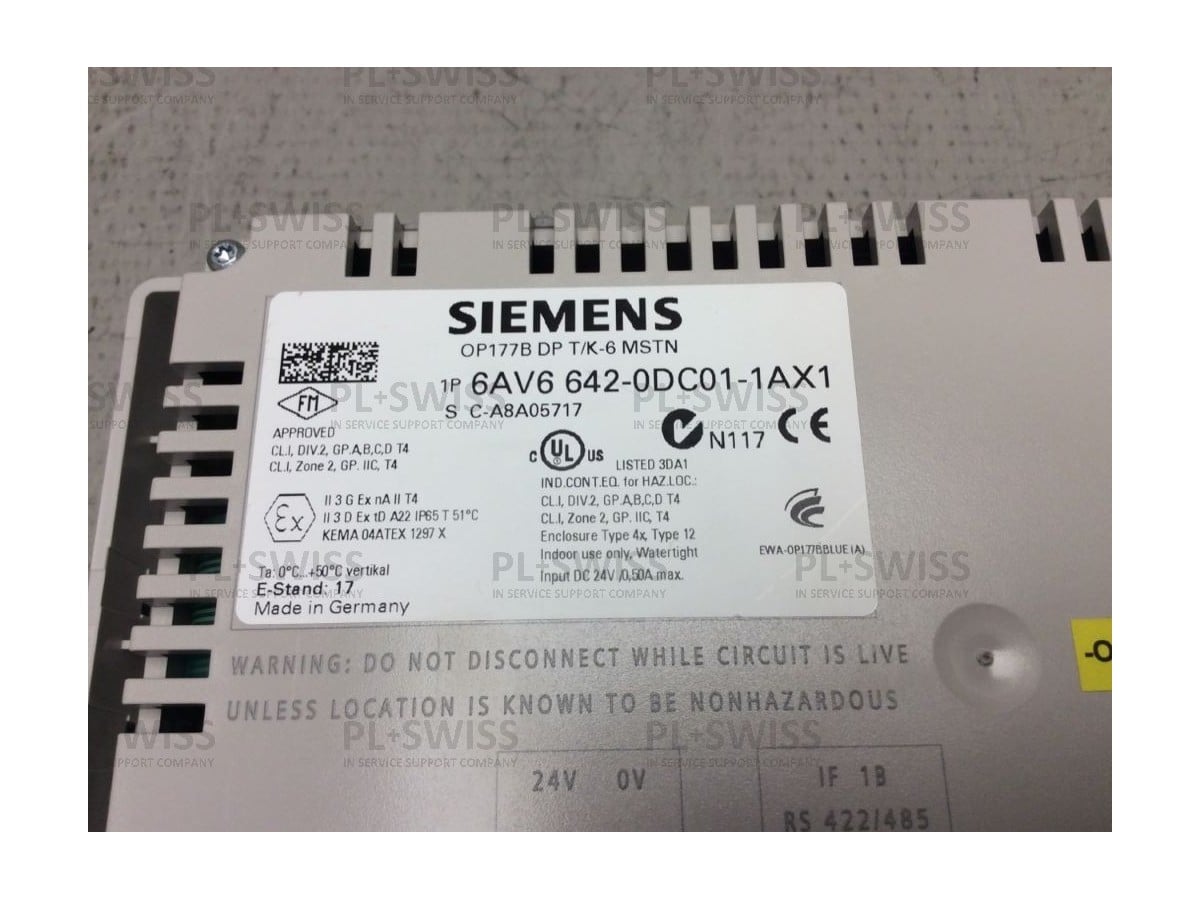 SIEMENS
OP177B DP T/K-6 MSTN
1P 6AV6 642-0DC01-1AX1
S C-A8A05717
FM
APPROVED
CL.I, DIV.2, GP.A,B,C,D T4
CL.I, Zone 2, GP. IIC, T4
N117 CE
C UL US LISTED 3DA1
IND.CONT.EQ. for HAZ.LOC.:
CL.I, DIV.2, GP.A,B,C,D T4
CL.I, Zone 2, GP. IIC, T4
Enclosure Type 4x, Type 12
Indoor use only, Watertight
Input DC 24V /0,50A max.
Ex
II 3 G Ex nA II T4
II 3 D Ex tD A22 IP65 T 51°C
KEMA 04ATEX 1297 X
EWA-OP177BBLUE (A)
Ta: 0°C...+50°C vertikal
E-Stand: 17
Made in Germany
WARNING: DO NOT DISCONNECT WHILE CIRCUIT IS LIVE
UNLESS LOCATION IS KNOWN TO BE NONHAZARDOUS
24V 0V
IF 1B
RS 422/485
-O
PL+SWISS
IN SERVICE SUPPORT COMPANY